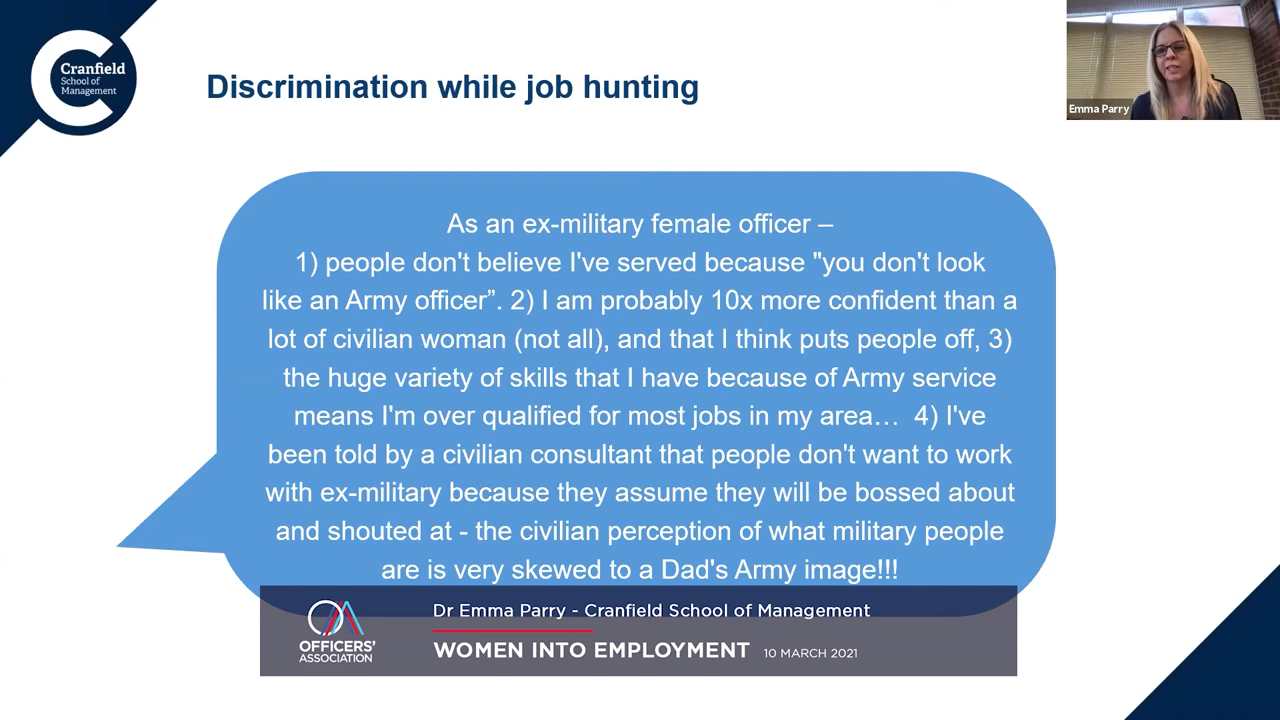 Cranfield
School of
Management
Discrimination while job hunting
Emma Parry
As an ex-military female officer –
1) people don't believe I've served because "you don't look
like an Army officer”. 2) I am probably 10x more confident than a
lot of civilian woman (not all), and that I think puts people off, 3)
the huge variety of skills that I have because of Army service
means I'm over qualified for most jobs in my area…  4) I've
been told by a civilian consultant that people don't want to work
with ex-military because they assume they will be bossed about
and shouted at - the civilian perception of what military people
are is very skewed to a Dad's Army image!!!
OFFICERS'
ASSOCIATION
Dr Emma Parry - Cranfield School of Management
WOMEN INTO EMPLOYMENT 10 MARCH 2021